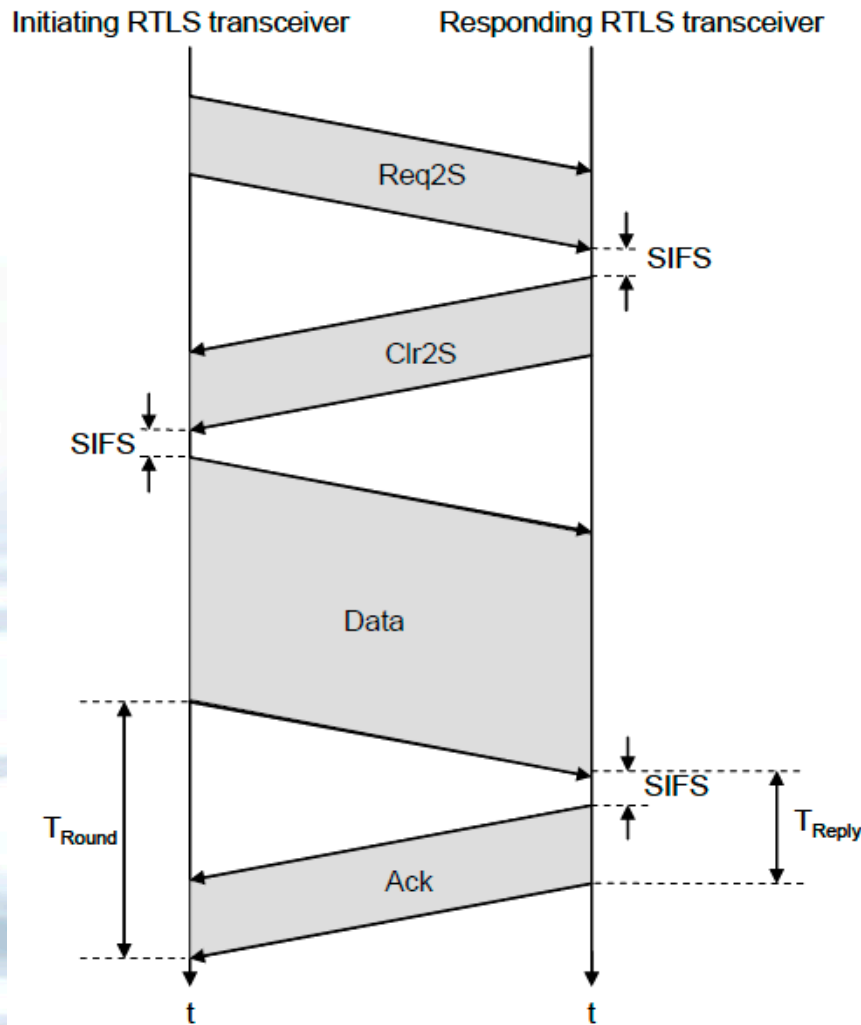 Initiating RTLS transceiver
Responding RTLS transceiver
Req2S
SIFS
Clr2S
SIFS
Data
SIFS
TRound
TReply
Ack
t
t